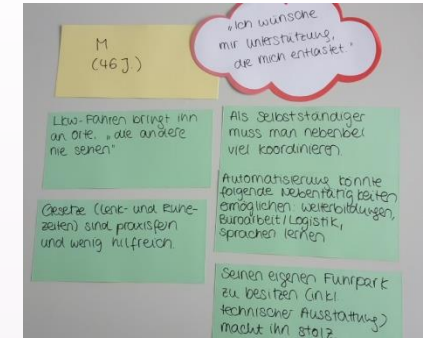 M
(46 J)
„Ich wünsche
mir unterstützung,
die mich entlastet."
Lkw-Fahren bringt ihn
an Orte, „die andere
nie sehen"
Gesetze (Lenk- und Ruhe-
zeiten) sind praxisfern
und wenig hilfreich.
Als Selbstständiger
muss man nebenbei
viel koordinieren.
Automatisierung könnte
folgende Nebentätigkeiten
ermöglichen: Weiterbildungen,
Büroarbeit/Logistik,
sprachen lernen
Seinen eigenen Fuhrpark
zu besitzen (inkl.
technischer Ausstattung)
macht ihn stolz